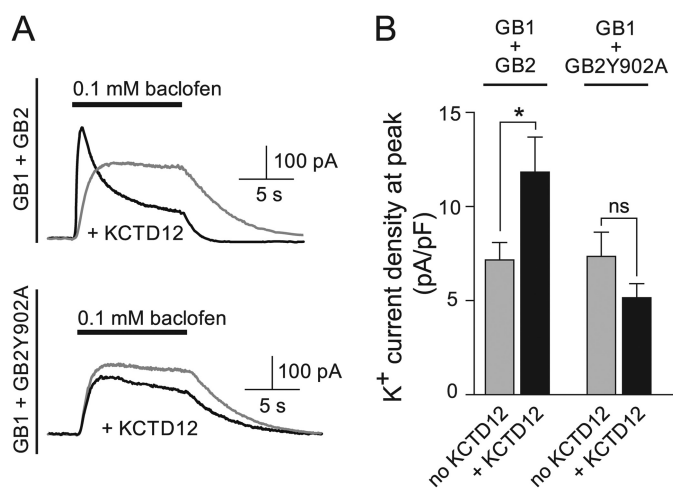 A
GB1 + GB2
0.1 mM baclofen
100 pA
5 s
+ KCTD12
GB1 + GB2Y902A
0.1 mM baclofen
100 pA
5 s
+ KCTD12
B
GB1
+
GB2
GB1
+
GB2Y902A
K+ current density at peak
(pA/pF)
15
10
5
0
*
ns
no KCTD12
+ KCTD12
no KCTD12
+ KCTD12